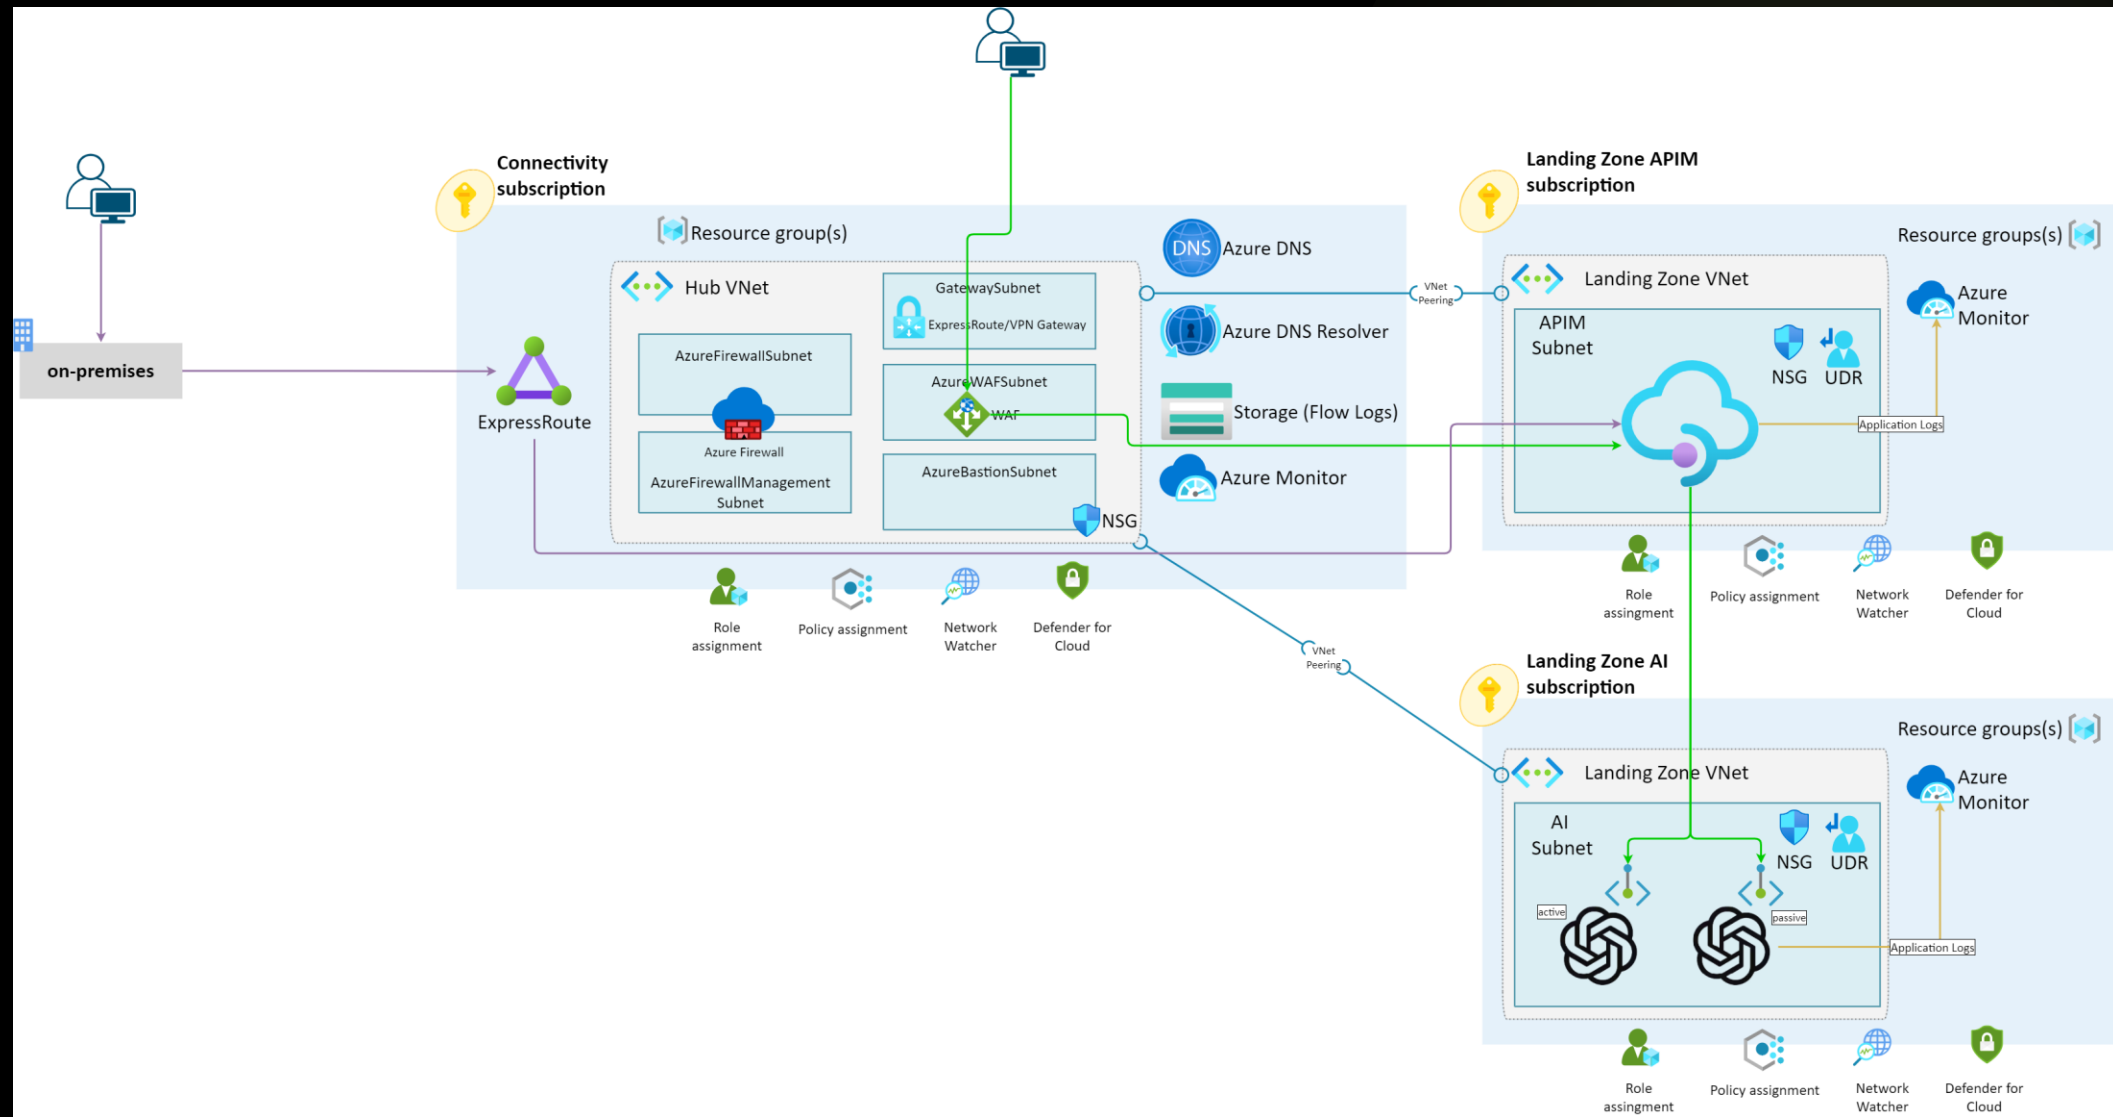 Connectivity
subscription
Resource group(s)
Hub VNet
AzureFirewallSubnet
Azure Firewall
AzureFirewallManagement
Subnet
GatewaySubnet
ExpressRoute/VPN Gateway
AzureWAFSubnet
WAF
AzureBastionSubnet
NSG
DNS
Azure DNS
Azure DNS Resolver
Storage (Flow Logs)
Azure Monitor
on-premises
ExpressRoute
Role
assignment
Policy assignment
Network
Watcher
Defender for
Cloud
VNet
Peering
VNet
Peering
Landing Zone APIM
subscription
Resource groups(s)
Landing Zone VNet
APIM
Subnet
NSG
UDR
Azure
Monitor
Application Logs
Role
assingment
Policy assignment
Network
Watcher
Defender for
Cloud
Landing Zone AI
subscription
Resource groups(s)
Landing Zone VNet
AI
Subnet
NSG
UDR
Azure
Monitor
active
passive
Application Logs
Role
assingment
Policy assignment
Network
Watcher
Defender for
Cloud